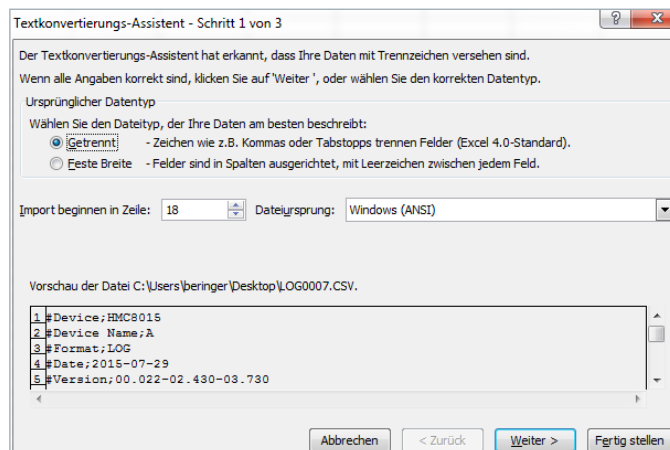 Textkonvertierungs-Assistent - Schritt 1 von 3
Der Textkonvertierungs-Assistent hat erkannt, dass Ihre Daten mit Trennzeichen versehen sind.
Wenn alle Angaben korrekt sind, klicken Sie auf 'Weiter ', oder wählen Sie den korrekten Datentyp.
Ursprünglicher Datentyp
Wählen Sie den Dateityp, der Ihre Daten am besten beschreibt:
Getrennt - Zeichen wie z.B. Kommas oder Tabstopps trennen Felder (Excel 4.0-Standard).
Feste Breite - Felder sind in Spalten ausgerichtet, mit Leerzeichen zwischen jedem Feld.
Import beginnen in Zeile: 18 Dateiursprung: Windows (ANSI)
Vorschau der Datei C:\Users\beringer\Desktop\LOG0007.CSV.
1 #Device;HMC8015
2 #Device Name;A
3 #Format;LOG
4 #Date;2015-07-29
5 #Version;00.022-02.430-03.730
Abbrechen < Zurück Weiter > Fertig stellen